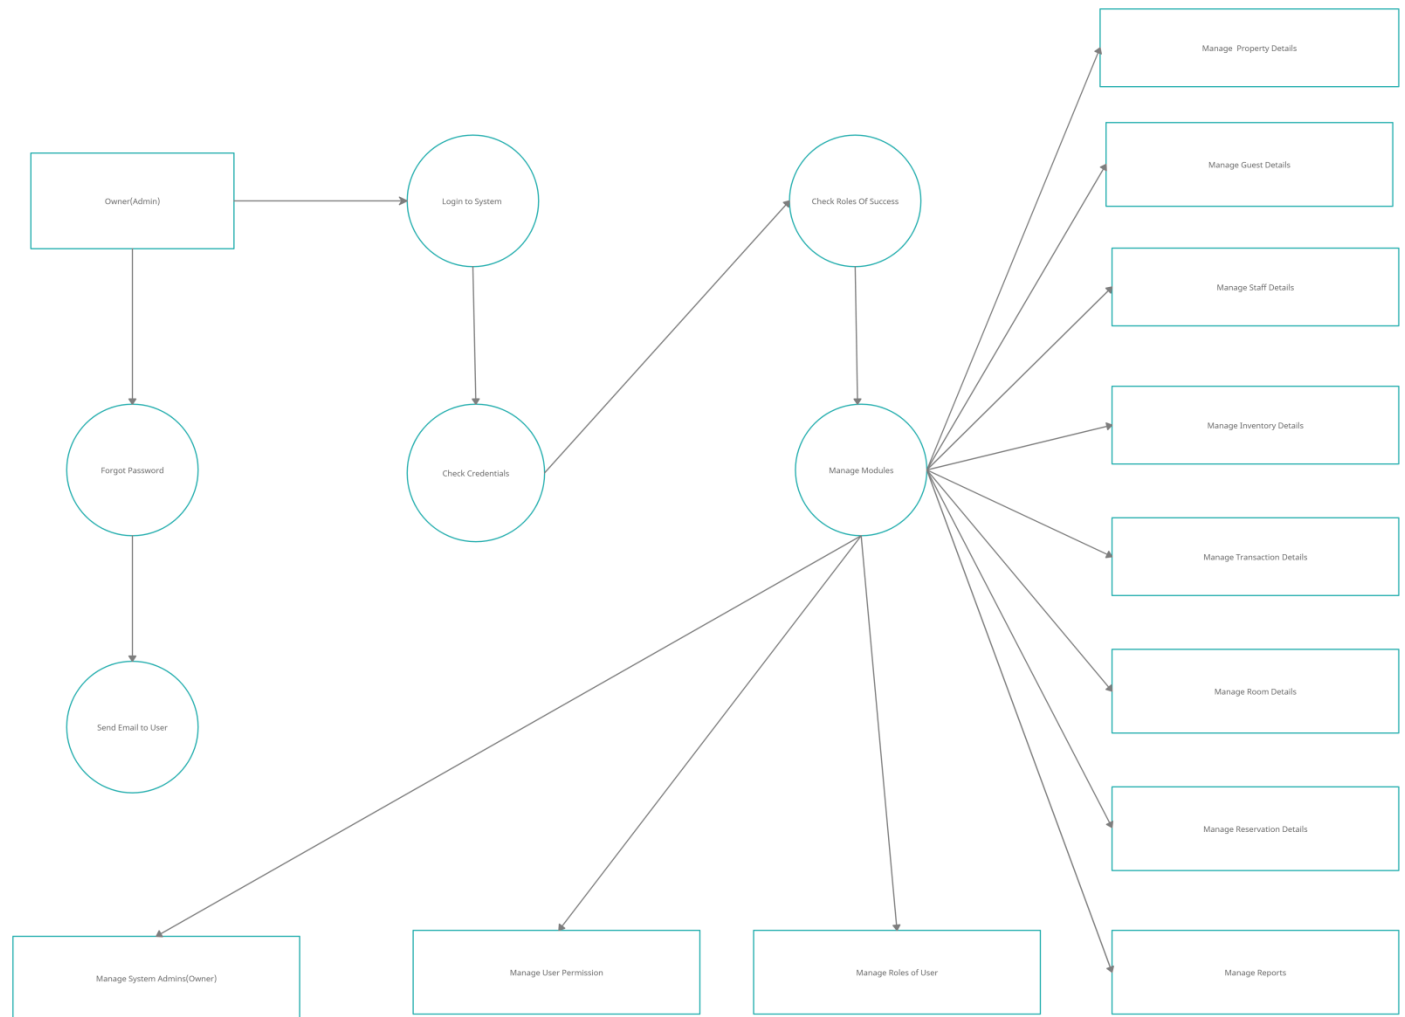 Manage  Property Details
Manage Guest Details
Owner(Admin)
Login to System
Check Roles Of Success
Manage Staff Details
Manage Inventory Details
Forgot Password
Check Credentials
Manage Modules
Manage Transaction Details
Manage Room Details
Send Email to User
Manage Reservation Details
Manage System Admins(Owner)
Manage User Permission
Manage Roles of User
Manage Reports